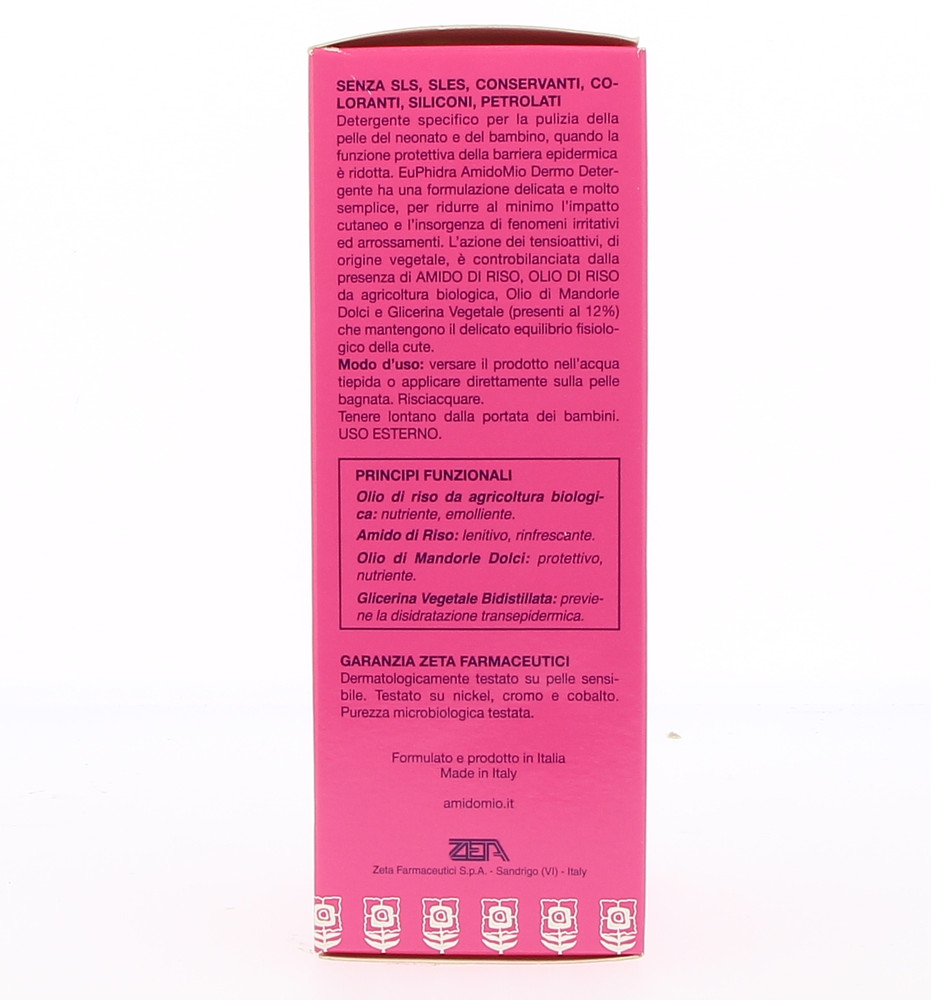 SENZA SLS, SLES, CONSERVANTI, CO-
LORANTI, SILICONI, PETROLATI
Detergente specifico per la pulizia della
pelle del neonato e del bambino, quando la
funzione protettiva della barriera epidermica
è ridotta. EuPhidra AmidoMio Dermo Deter-
gente ha una formulazione delicata e molto
semplice, per ridurre al minimo l'impatto
cutaneo e l'insorgenza di fenomeni irritativi
ed arrossamenti. L'azione dei tensioattivi, di
origine vegetale, è controbilanciata dalla
presenza di AMIDO DI RISO, OLIO DI RISO
da agricoltura biologica, Olio di Mandorle
Dolci e Glicerina Vegetale (presenti al 12%)
che mantengono il delicato equilibrio fisiolo-
gico della cute.
Modo d'uso: versare il prodotto nell'acqua
tiepida o applicare direttamente sulla pelle
bagnata. Risciacquare.
Tenere lontano dalla portata dei bambini.
USO ESTERNO.
PRINCIPI FUNZIONALI
Olio di riso da agricoltura biologi-
ca: nutriente, emolliente.
Amido di Riso: lenitivo, rinfrescante.
Olio di Mandorle Dolci: protettivo,
nutriente.
Glicerina Vegetale Bidistillata: previe-
ne la disidratazione transepidermica.
GARANZIA ZETA FARMACEUTICI
Dermatologicamente testato su pelle sensi-
bile. Testato su nickel, cromo e cobalto.
Purezza microbiologica testata.
Formulato e prodotto in Italia
Made in Italy
amidomio.it
ZETA
Zeta Farmaceutici S.p.A. - Sandrigo (VI) - Italy